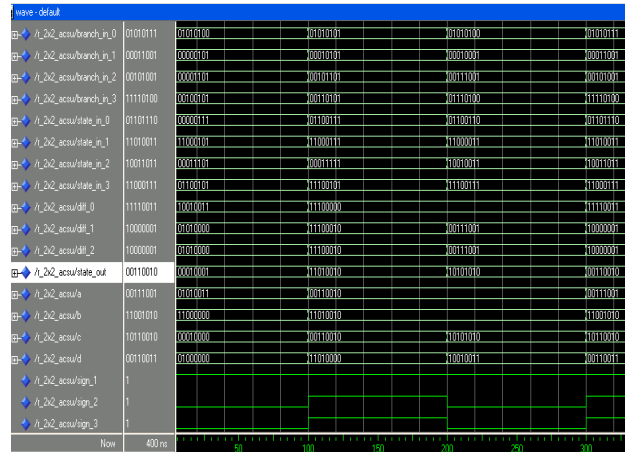 wave - default
/t_2x2_acsu/branch_in_0 01010111 01010100 01010101 01010100 01010111
/t_2x2_acsu/branch_in_1 00011001 00000101 00010101 00010001 00011001
/t_2x2_acsu/branch_in_2 00101001 00001101 00101101 00111001 00101001
/t_2x2_acsu/branch_in_3 11110100 00100101 00110101 01110100 11110100
/t_2x2_acsu/state_in_0 01101110 00000111 01100111 01100110 01101110
/t_2x2_acsu/state_in_1 11010011 11000101 11000111 11000011 11010011
/t_2x2_acsu/state_in_2 10011011 00011101 00011111 10010011 10011011
/t_2x2_acsu/state_in_3 11000111 01100101 11100101 11100111 11000111
/t_2x2_acsu/diff_0 11110011 10010011 11100000 11110011
/t_2x2_acsu/diff_1 10000001 01010000 11100010 00111001 10000001
/t_2x2_acsu/diff_2 10000001 01010000 11100010 00111001 10000001
/t_2x2_acsu/state_out 00110010 00010001 11010010 10101010 00110010
/t_2x2_acsu/a 00111001 01010011 00110010 00111001
/t_2x2_acsu/b 11001010 11000000 11010010 11001010
/t_2x2_acsu/c 10110010 00010000 00110010 10101010 10110010
/t_2x2_acsu/d 00110011 01000000 11010000 10010011 00110011
/t_2x2_acsu/sign_1 1
/t_2x2_acsu/sign_2 1
/t_2x2_acsu/sign_3 1
Now 400 ns 50 100 150 200 250 300